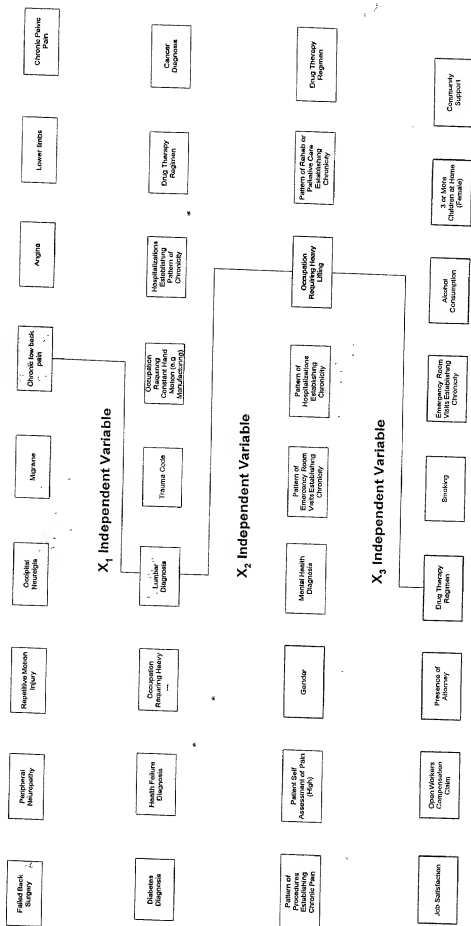 Failed Back
Surgery
Peripheral
Neuropathy
Repetitive Motion
Injury
Occipital
Neuralgia
Migraine
Chronic low back
pain
Angina
Lower limbs
Chronic Pelvic
Pain
X1 Independent Variable
Diabetes
Diagnosis
Health Failure
Diagnosis
Occupation
Requiring Heavy
Lumbar
Diagnosis
Trauma Code
Occupation
Requiring
Constant Hand
Motion (e.g
Manufacturing)
Hospitalizations
Establishing
Pattern of
Chronicity
Drug Therapy
Regimen
Cancer
Diagnosis
X2 Independent Variable
Pattern of
Procedures
Establishing
Chronic Pain
Patient Self
Assessment of Pain
(High)
Gender
Mental Health
Diagnosis
Pattern of
Emergency Room
Visits Establishing
Chronicity
Pattern of
Hospitalizations
Establishing
Chronicity
Occupation
Requiring Heavy
Lifting
Pattern of Rehab or
Palliative Care
Establishing
Chronicity
Drug Therapy
Regimen
X3 Independent Variable
Job Satisfaction
Open Workers
Compensation
Claim
Presence of
Attorney
Drug Therapy
Regimen
Smoking
Emergency Room
Visits Establishing
Chronicity
Alcohol
Consumption
3 or More
Children at Home
(Female)
Community
Support